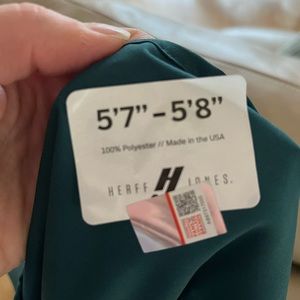 5'7" – 5'8"
100% Polyester // Made in the USA
HERFF H JONES.